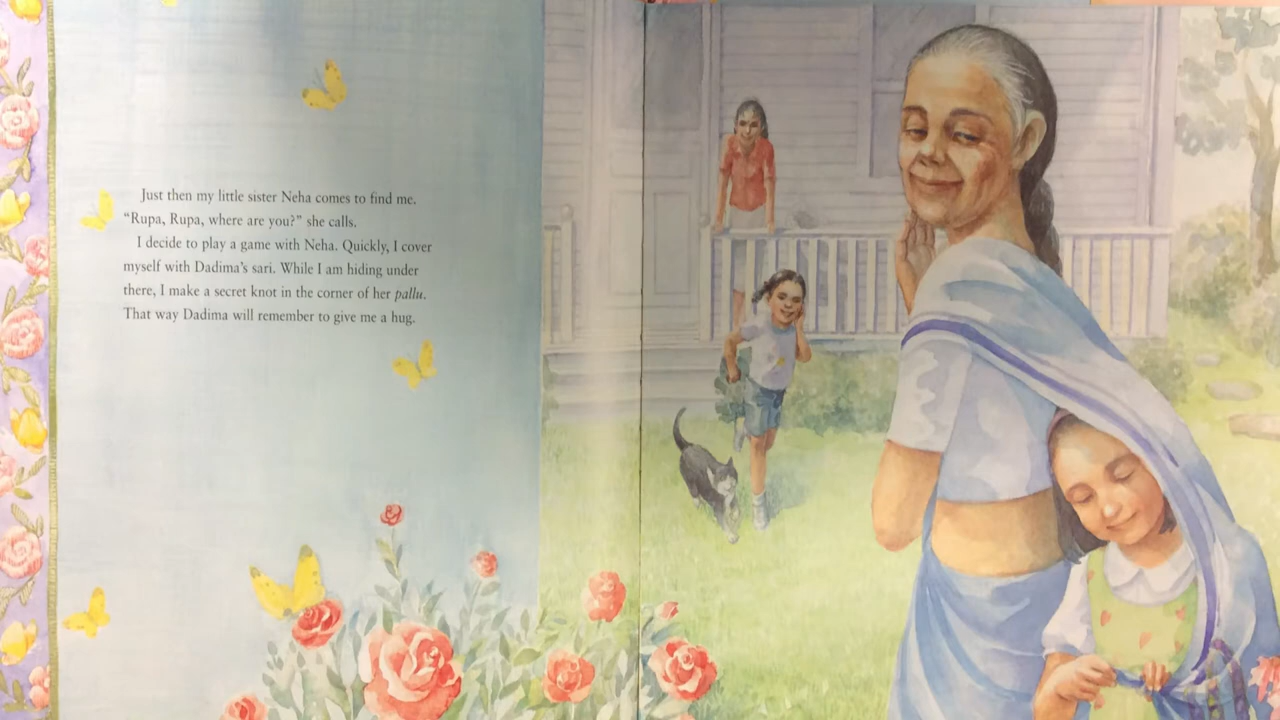 Just then my little sister Neha comes to find me.
“Rupa, Rupa, where are you?” she calls.
I decide to play a game with Neha. Quickly, I cover
myself with Dadima’s sari. While I am hiding under
there, I make a secret knot in the corner of her pallu.
That way Dadima will remember to give me a hug.